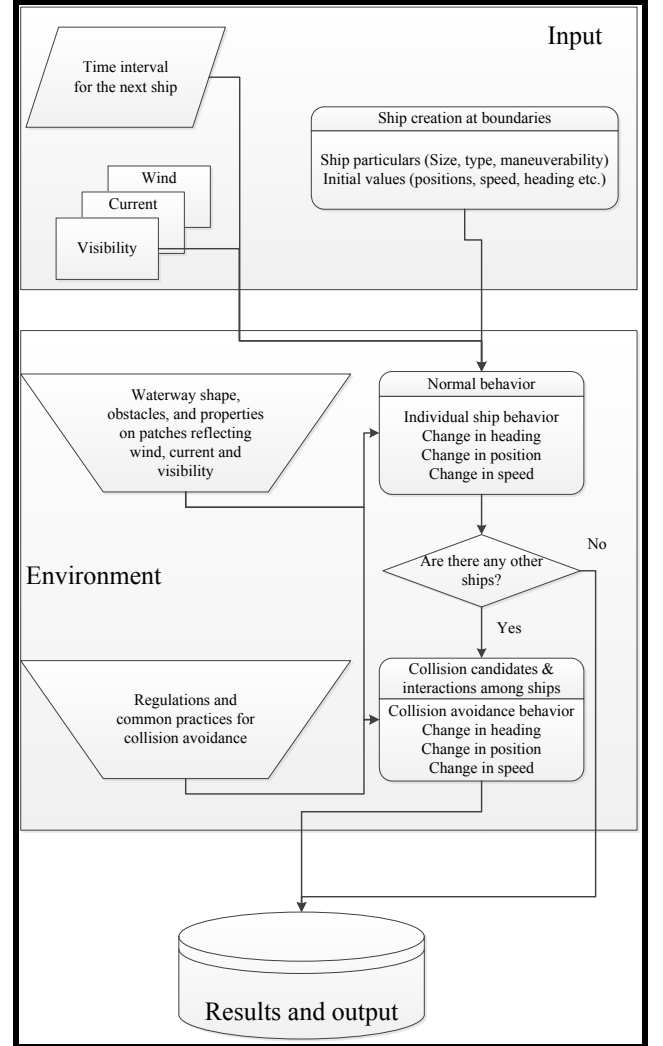 Input
Time interval
for the next ship
Ship creation at boundaries
Ship particulars (Size, type, maneuverability)
Initial values (positions, speed, heading etc.)
Wind
Current
Visibility
Environment
Waterway shape,
obstacles, and properties
on patches reflecting
wind, current and
visibility
Normal behavior
Individual ship behavior
Change in heading
Change in position
Change in speed
Are there any other
ships?
No
Yes
Regulations and
common practices for
collision avoidance
Collision candidates &
interactions among ships
Collision avoidance behavior
Change in heading
Change in position
Change in speed
Results and output